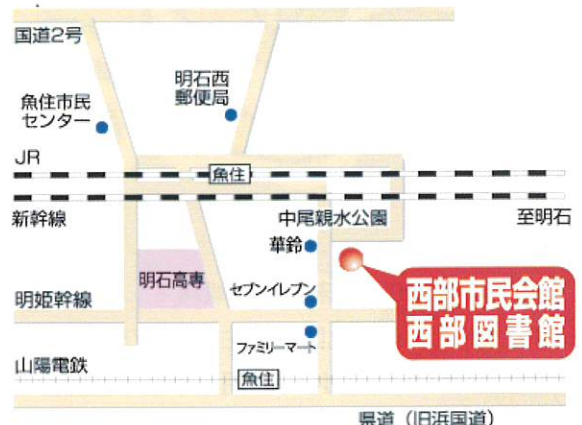 国道2号
明石西
郵便局
魚住市民
センター
JR
魚住
新幹線
中尾親水公園
至明石
華鈴
明石高専
セブンイレブン
西部市民会館
西部図書館
明姫幹線
ファミリーマート
山陽電鉄
魚住
県道（旧浜国道）